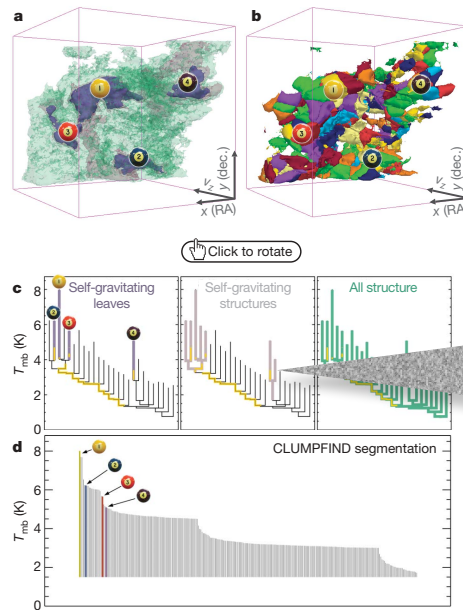 a
b
1
4
3
2
1
4
3
2
v_z
y (dec.)
x (RA)
v_z
y (dec.)
x (RA)
Click to rotate
c
Self-gravitating leaves
Self-gravitating structures
All structure
1
2
3
4
8
6
4
2
0
T_mb (K)
d
CLUMPFIND segmentation
1
2
3
4
8
6
4
2
0
T_mb (K)